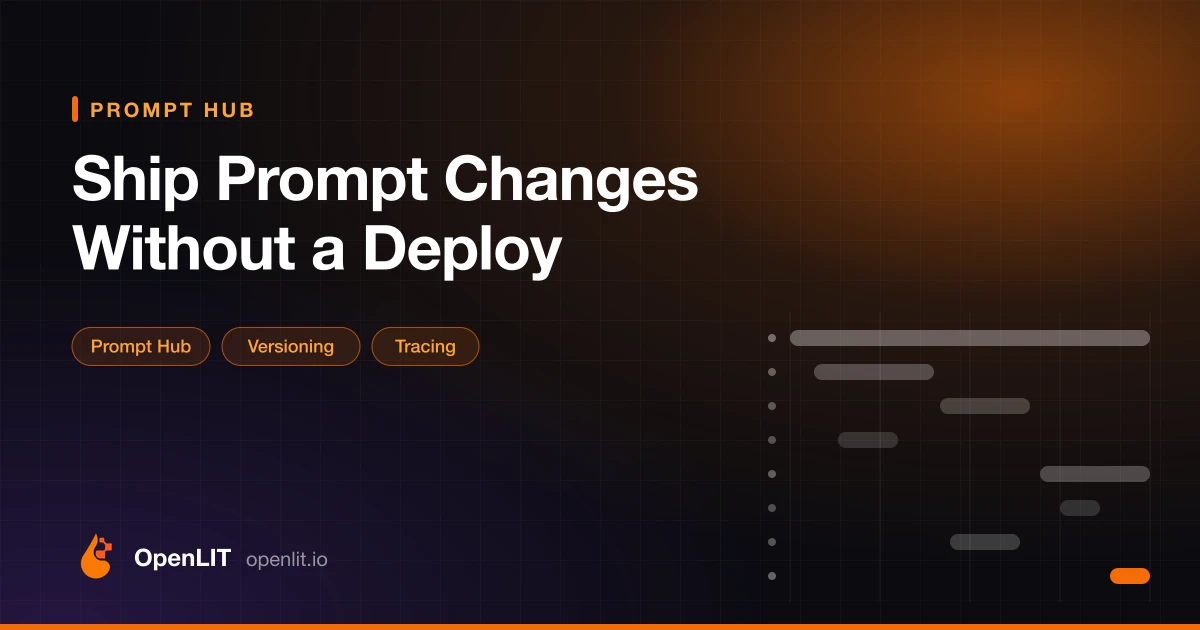 PROMPT HUB
Ship Prompt Changes
Without a Deploy
Prompt Hub Versioning Tracing
OpenLIT openlit.io